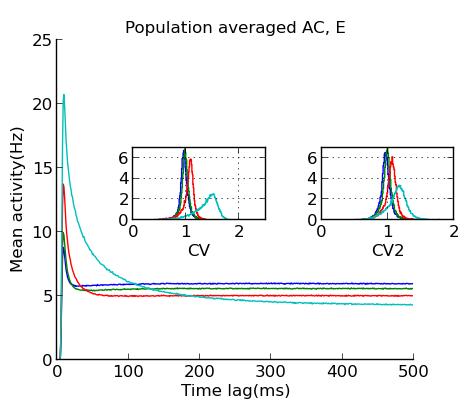 Population averaged AC, E
25
20
15
10
5
0
Mean activity(Hz)
6
4
2
0
0 1 2
CV
6
4
2
0
0 1 2
CV2
0 100 200 300 400 500
Time lag(ms)